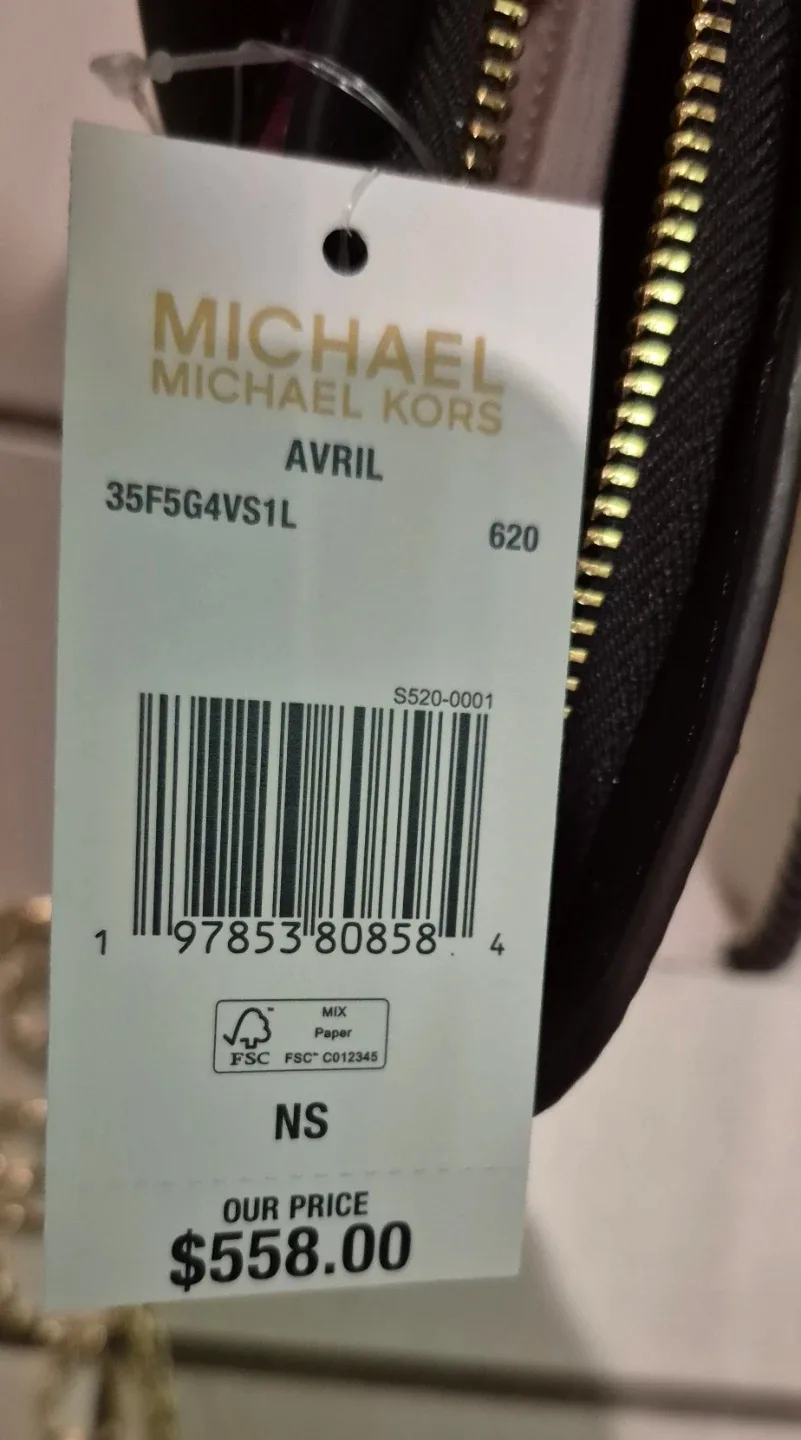 MICHAEL
MICHAEL KORS
AVRIL
35F5G4VS1L
620
S520-0001
1 97853 80858 4
MIX
Paper
FSC™ C012345
FSC
NS
OUR PRICE
$558.00